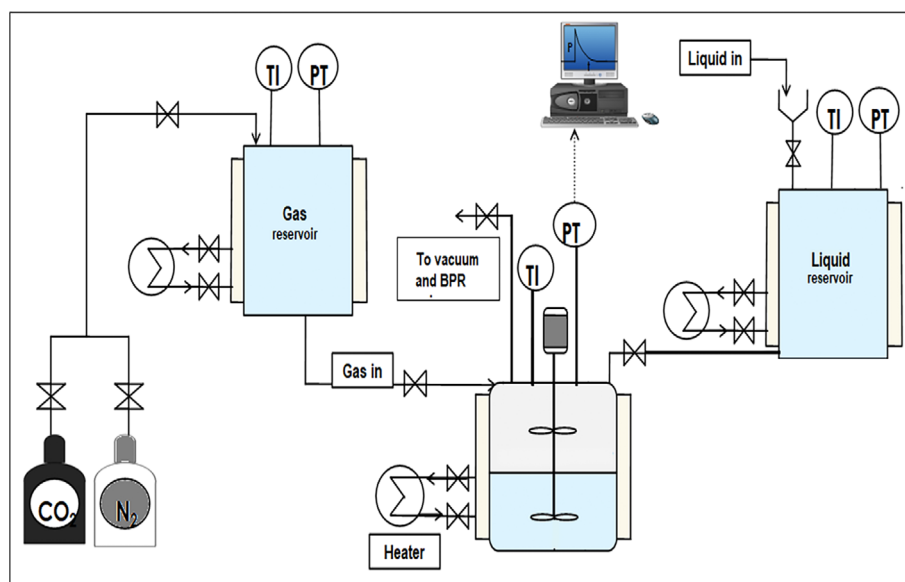 TI
PT
P
t
Liquid in
TI
PT
Gas
reservoir
PT
To vacuum
and BPR
TI
Liquid
reservoir
Gas in
CO2
N2
Heater